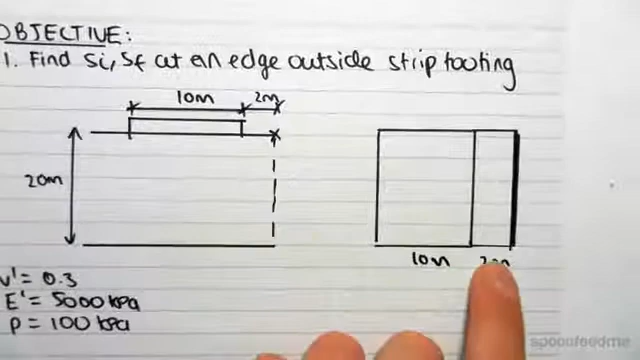 OBJECTIVE:
1. Find Si, Sf at an edge outside strip footing
10m 2m
20m
10m 2m
ν' = 0.3
E' = 5000 kPa
p = 100 kPa
spoonfeedme